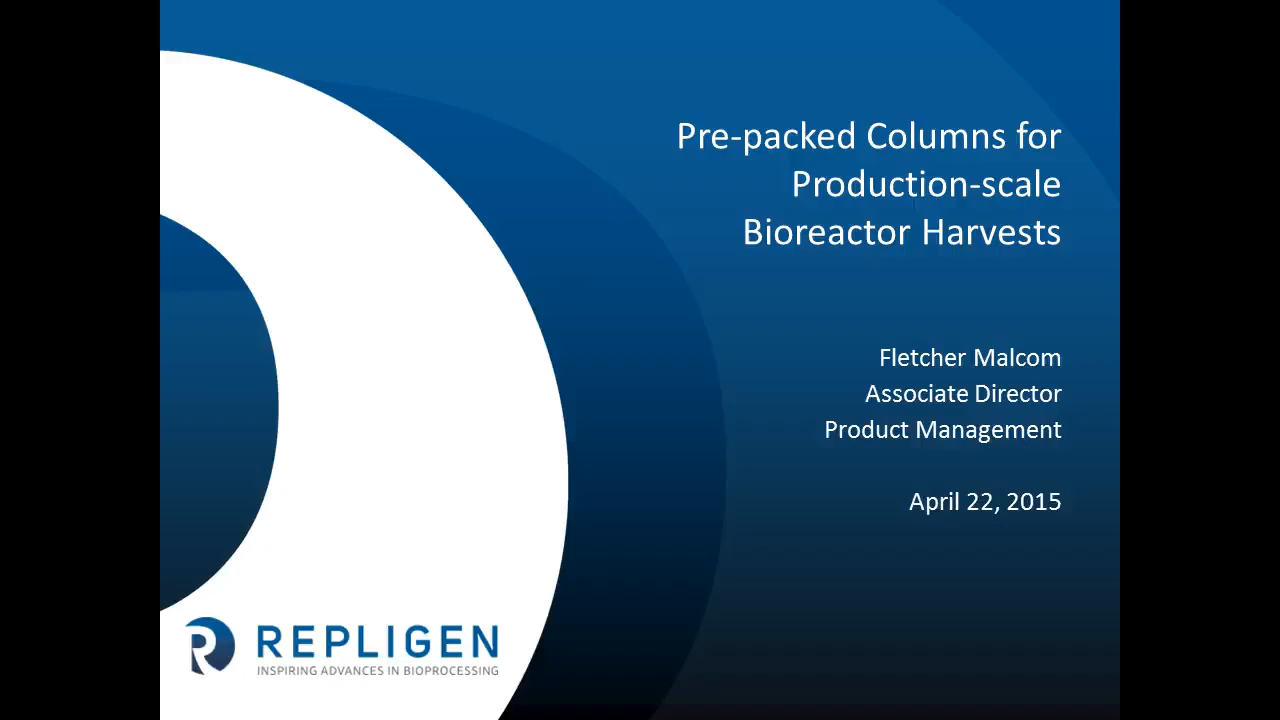 Pre-packed Columns for
Production-scale
Bioreactor Harvests
Fletcher Malcom
Associate Director
Product Management
April 22, 2015
REPLIGEN
INSPIRING ADVANCES IN BIOPROCESSING